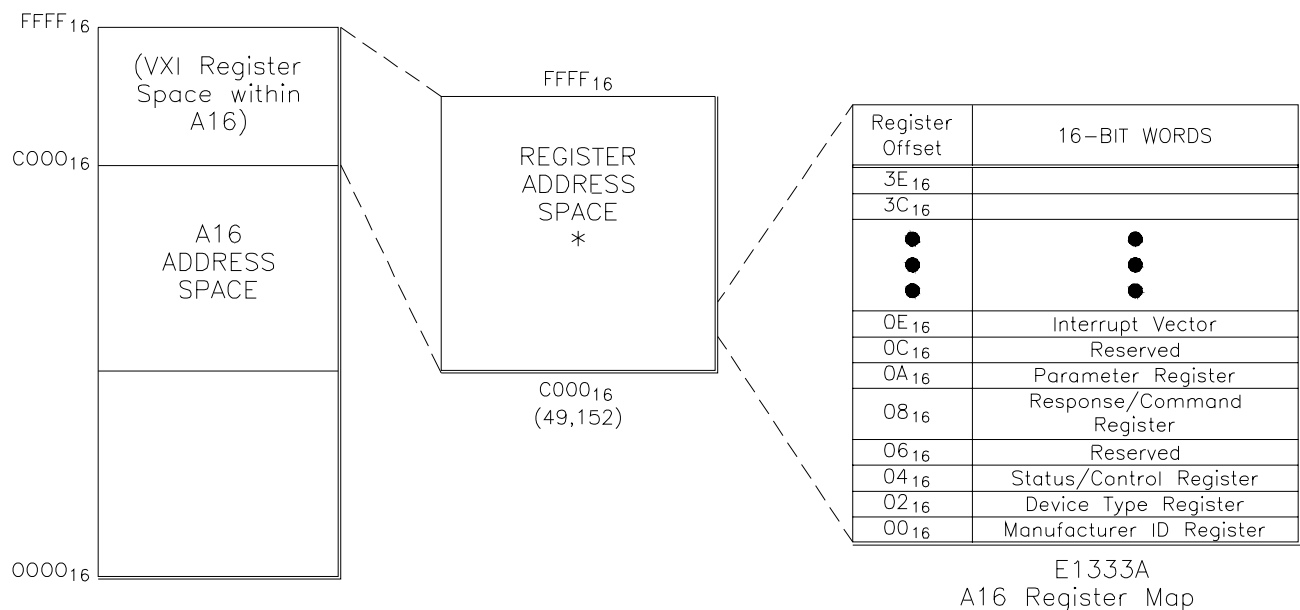 FFFF16
(VXI Register
Space within
A16)
C00016
A16
ADDRESS
SPACE
000016
FFFF16
REGISTER
ADDRESS
SPACE
*
C00016
(49,152)
Register
Offset
16-BIT WORDS
3E16
3C16
0E16 Interrupt Vector
0C16 Reserved
0A16 Parameter Register
0816 Response/Command
Register
0616 Reserved
0416 Status/Control Register
0216 Device Type Register
0016 Manufacturer ID Register
E1333A
A16 Register Map